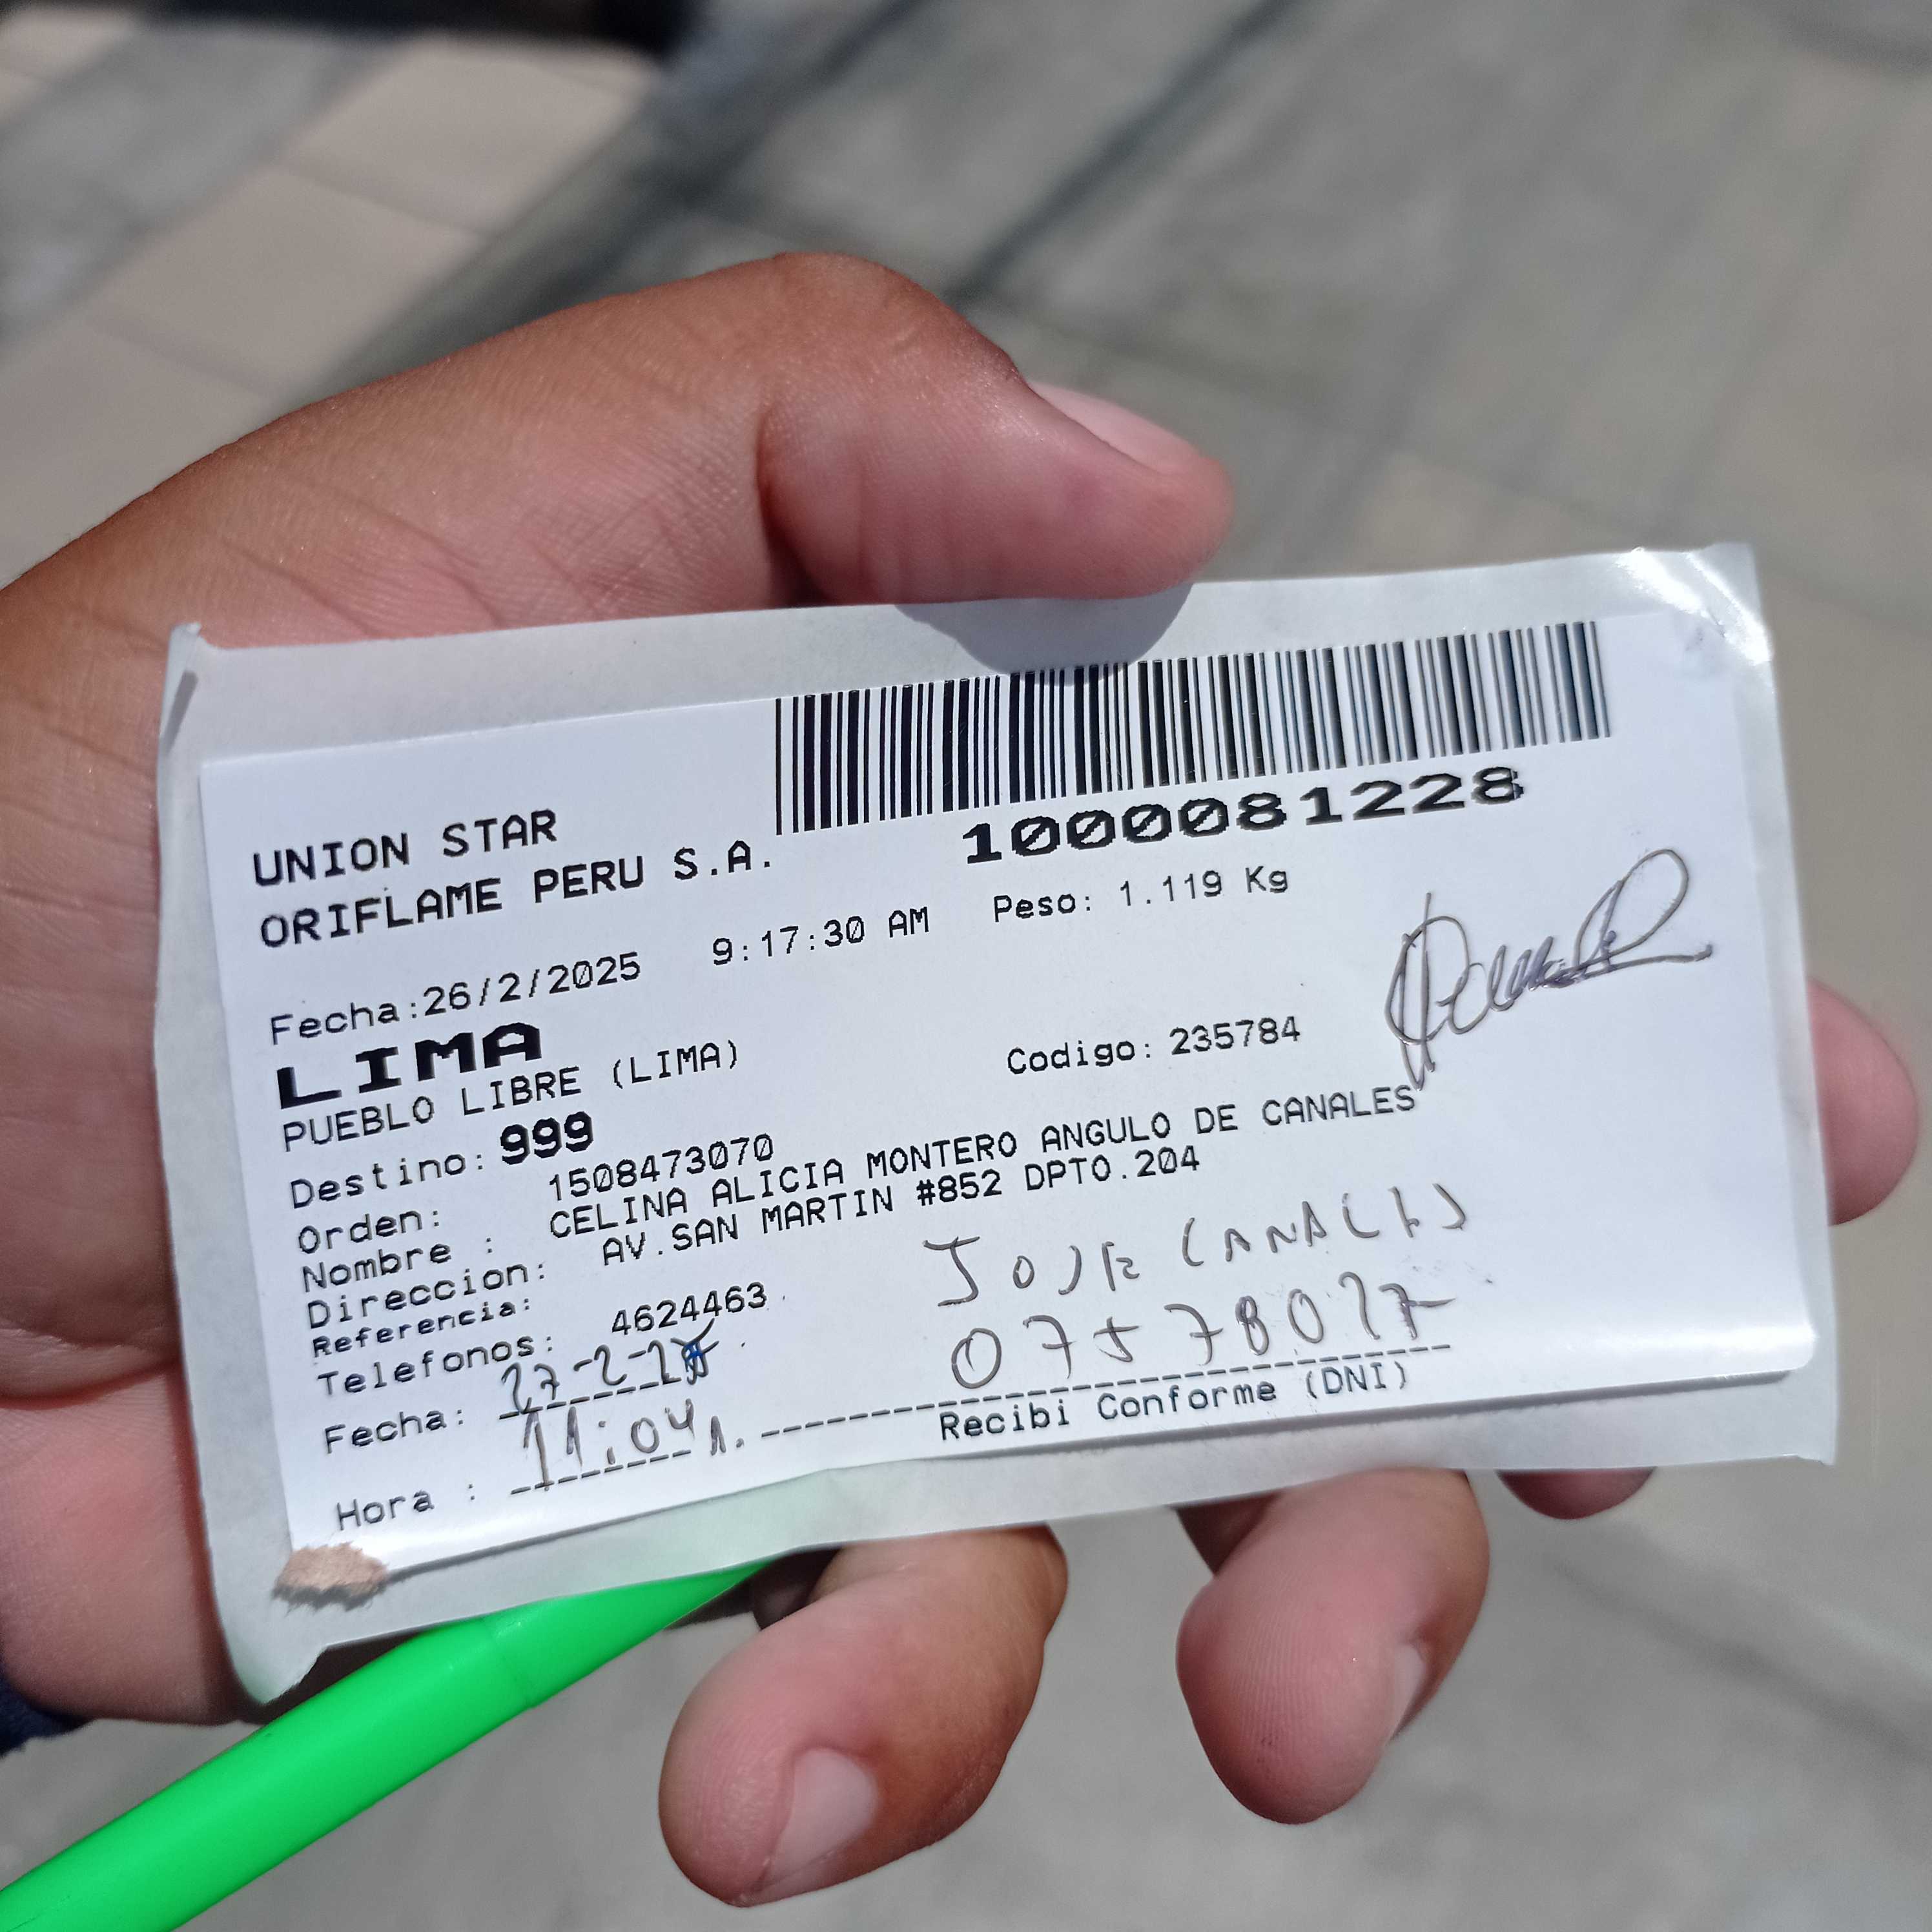 UNION STAR
ORIFLAME PERU S.A.
1000081228
Fecha:26/2/2025 9:17:30 AM Peso: 1.119 Kg
LIMA
PUEBLO LIBRE (LIMA) Codigo: 235784
Destino: 999
Orden: 1508473070
Nombre : CELINA ALICIA MONTERO ANGULO DE CANALES
Direccion: AV.SAN MARTIN #852 DPTO.204
Referencia:
Telefonos: 4624463
JOSE CANALES
Fecha: 27-2-25
Hora : 11:04
Recibi Conforme (DNI)